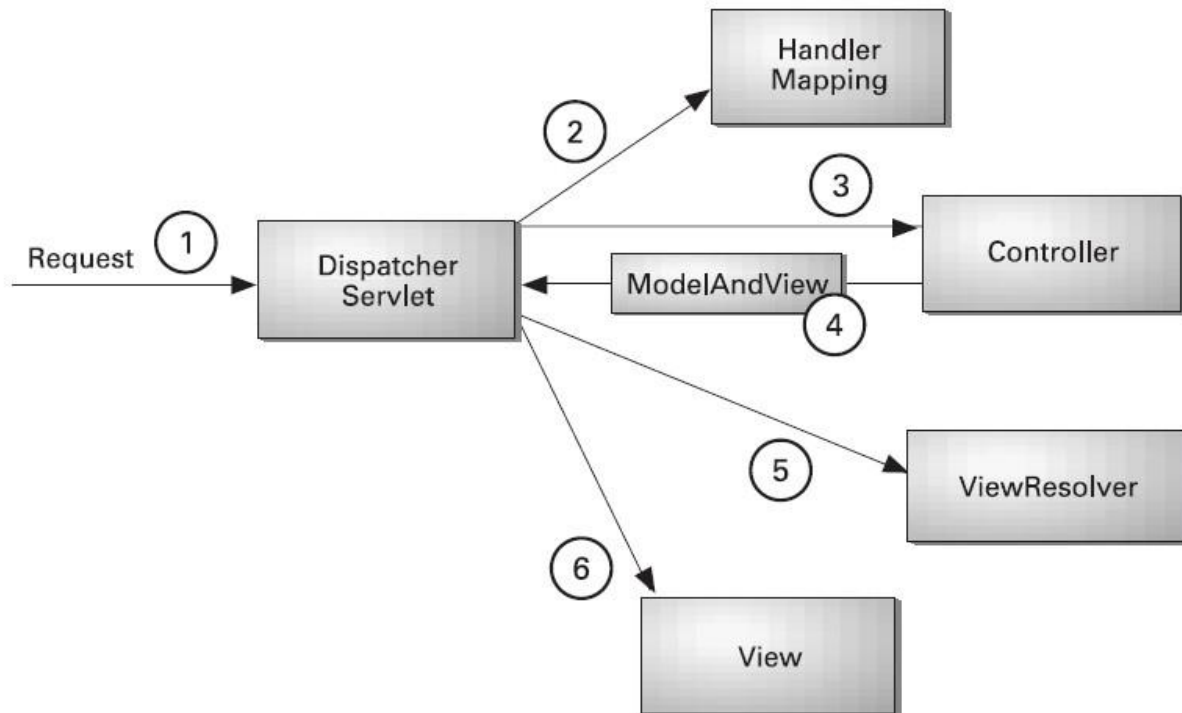 Handler
Mapping
2
3
1
Request
Dispatcher
Servlet
Controller
ModelAndView
4
5
ViewResolver
6
View